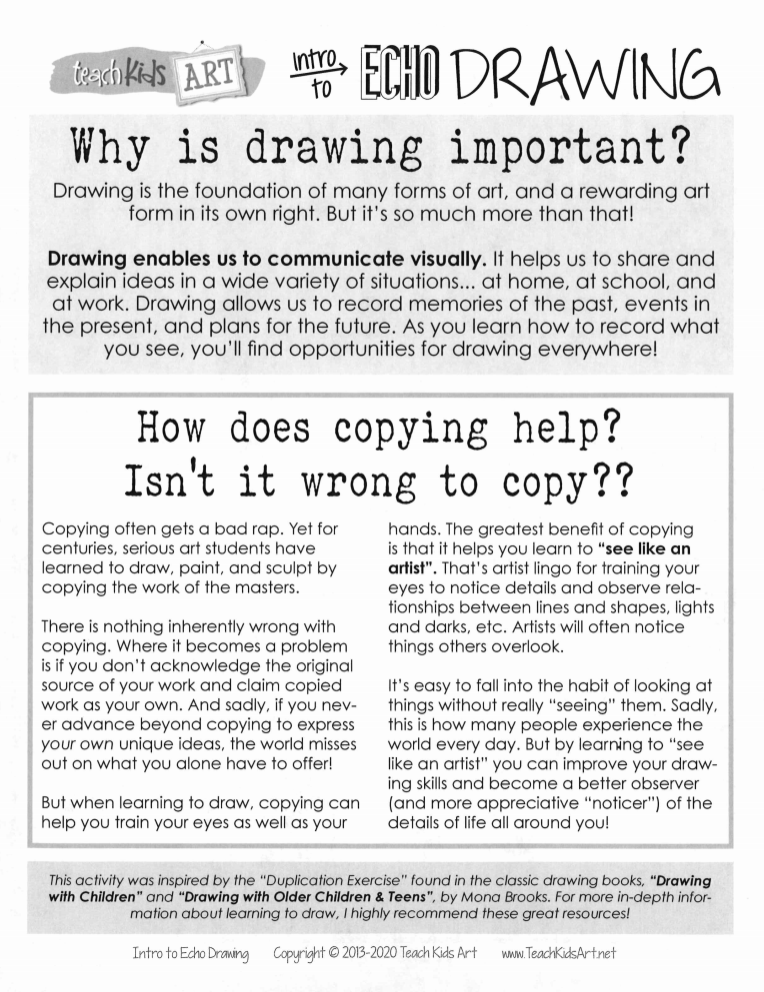 teach Kids ART
intro to ECHO DRAWING
Why is drawing important?
Drawing is the foundation of many forms of art, and a rewarding art
form in its own right. But it's so much more than that!
Drawing enables us to communicate visually. It helps us to share and
explain ideas in a wide variety of situations... at home, at school, and
at work. Drawing allows us to record memories of the past, events in
the present, and plans for the future. As you learn how to record what
you see, you'll find opportunities for drawing everywhere!
How does copying help?
Isn't it wrong to copy??
Copying often gets a bad rap. Yet for
centuries, serious art students have
learned to draw, paint, and sculpt by
copying the work of the masters.
There is nothing inherently wrong with
copying. Where it becomes a problem
is if you don't acknowledge the original
source of your work and claim copied
work as your own. And sadly, if you nev-
er advance beyond copying to express
your own unique ideas, the world misses
out on what you alone have to offer!
But when learning to draw, copying can
help you train your eyes as well as your
hands. The greatest benefit of copying
is that it helps you learn to "see like an
artist". That's artist lingo for training your
eyes to notice details and observe rela-
tionships between lines and shapes, lights
and darks, etc. Artists will often notice
things others overlook.
It's easy to fall into the habit of looking at
things without really "seeing" them. Sadly,
this is how many people experience the
world every day. But by learning to "see
like an artist" you can improve your draw-
ing skills and become a better observer
(and more appreciative "noticer") of the
details of life all around you!
This activity was inspired by the "Duplication Exercise" found in the classic drawing books, "Drawing
with Children" and "Drawing with Older Children & Teens", by Mona Brooks. For more in-depth infor-
mation about learning to draw, I highly recommend these great resources!
Intro to Echo Drawing Copyright © 2013-2020 Teach Kids Art www.TeachKidsArt.net